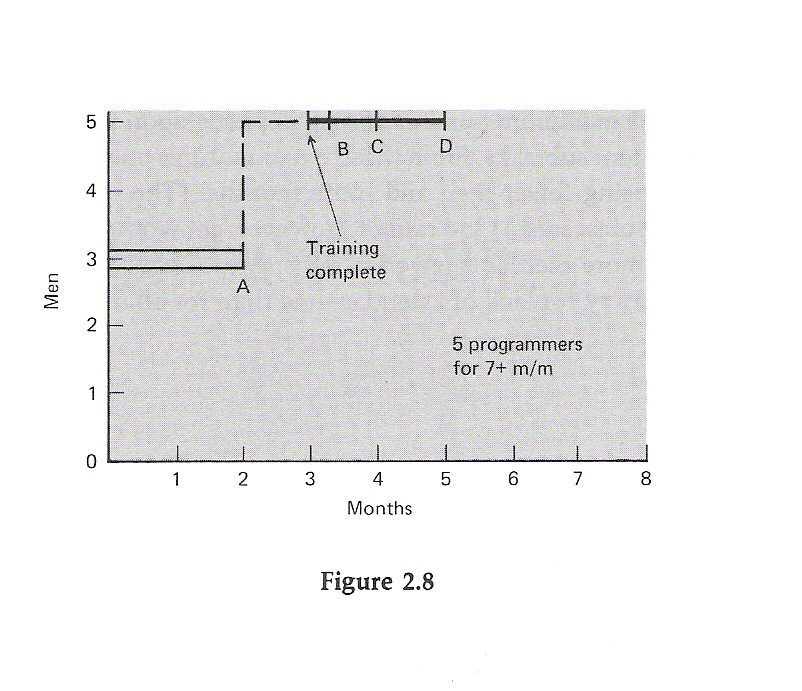 5
B
C
D
4
Training
complete
3
A
Men
2
5 programmers
for 7+ m/m
1
0
1 2 3 4 5 6 7 8
Months
Figure 2.8